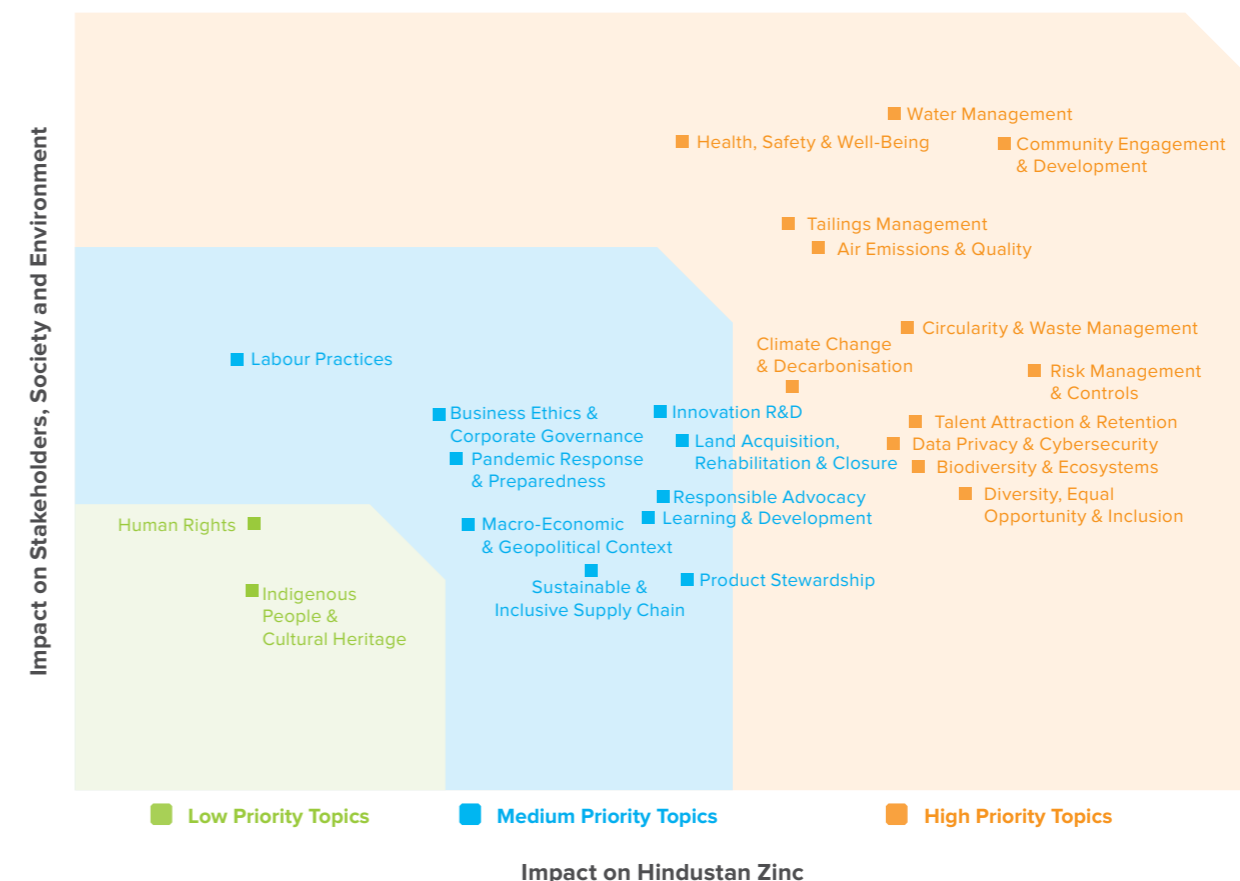 Impact on Stakeholders, Society and Environment
Water Management
Health, Safety & Well-Being
Community Engagement
& Development
Tailings Management
Air Emissions & Quality
Circularity & Waste Management
Climate Change
& Decarbonisation
Labour Practices
Risk Management
& Controls
Business Ethics &
Corporate Governance
Innovation R&D
Talent Attraction & Retention
Land Acquisition,
Rehabilitation & Closure
Data Privacy & Cybersecurity
Pandemic Response
& Preparedness
Biodiversity & Ecosystems
Responsible Advocacy
Diversity, Equal
Opportunity & Inclusion
Learning & Development
Human Rights
Macro-Economic
& Geopolitical Context
Sustainable &
Inclusive Supply Chain
Product Stewardship
Indigenous
People &
Cultural Heritage
Low Priority Topics
Medium Priority Topics
High Priority Topics
Impact on Hindustan Zinc